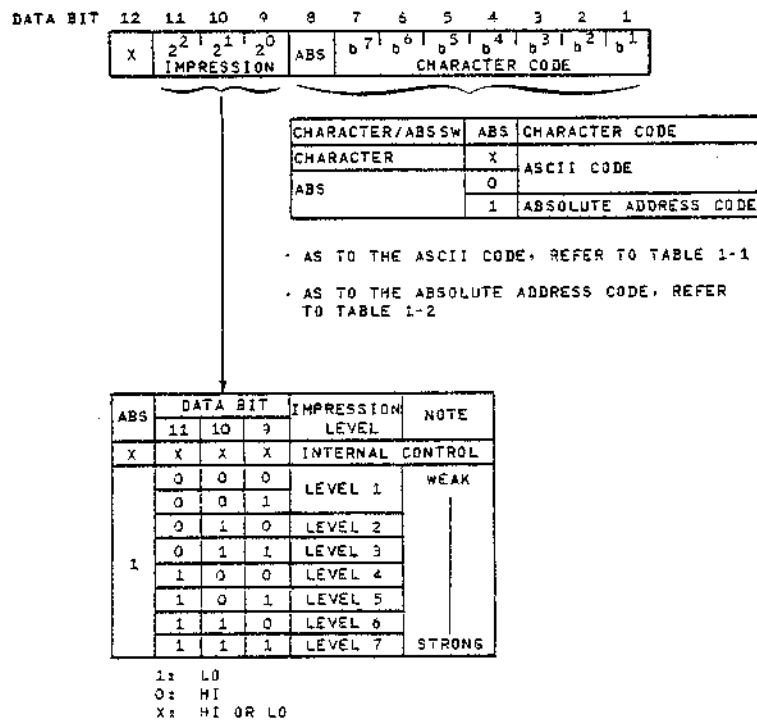 DATA BIT 12 11 10 9 8 7 6 5 4 3 2 1
X 2² 2¹ 2⁰ ABS b⁷ b⁶ b⁵ b⁴ b³ b² b¹
IMPRESSION CHARACTER CODE
CHARACTER/ABS SW ABS CHARACTER CODE
CHARACTER X ASCII CODE
ABS 0
1 ABSOLUTE ADDRESS CODE
· AS TO THE ASCII CODE, REFER TO TABLE 1-1
· AS TO THE ABSOLUTE ADDRESS CODE, REFER
TO TABLE 1-2
ABS DATA BIT IMPRESSION LEVEL NOTE
11 10 9
X X X X INTERNAL CONTROL
1 0 0 0 LEVEL 1 WEAK
0 0 1
0 1 0 LEVEL 2
0 1 1 LEVEL 3
1 0 0 LEVEL 4
1 0 1 LEVEL 5
1 1 0 LEVEL 6
1 1 1 LEVEL 7 STRONG
1: LO
0: HI
X: HI OR LO